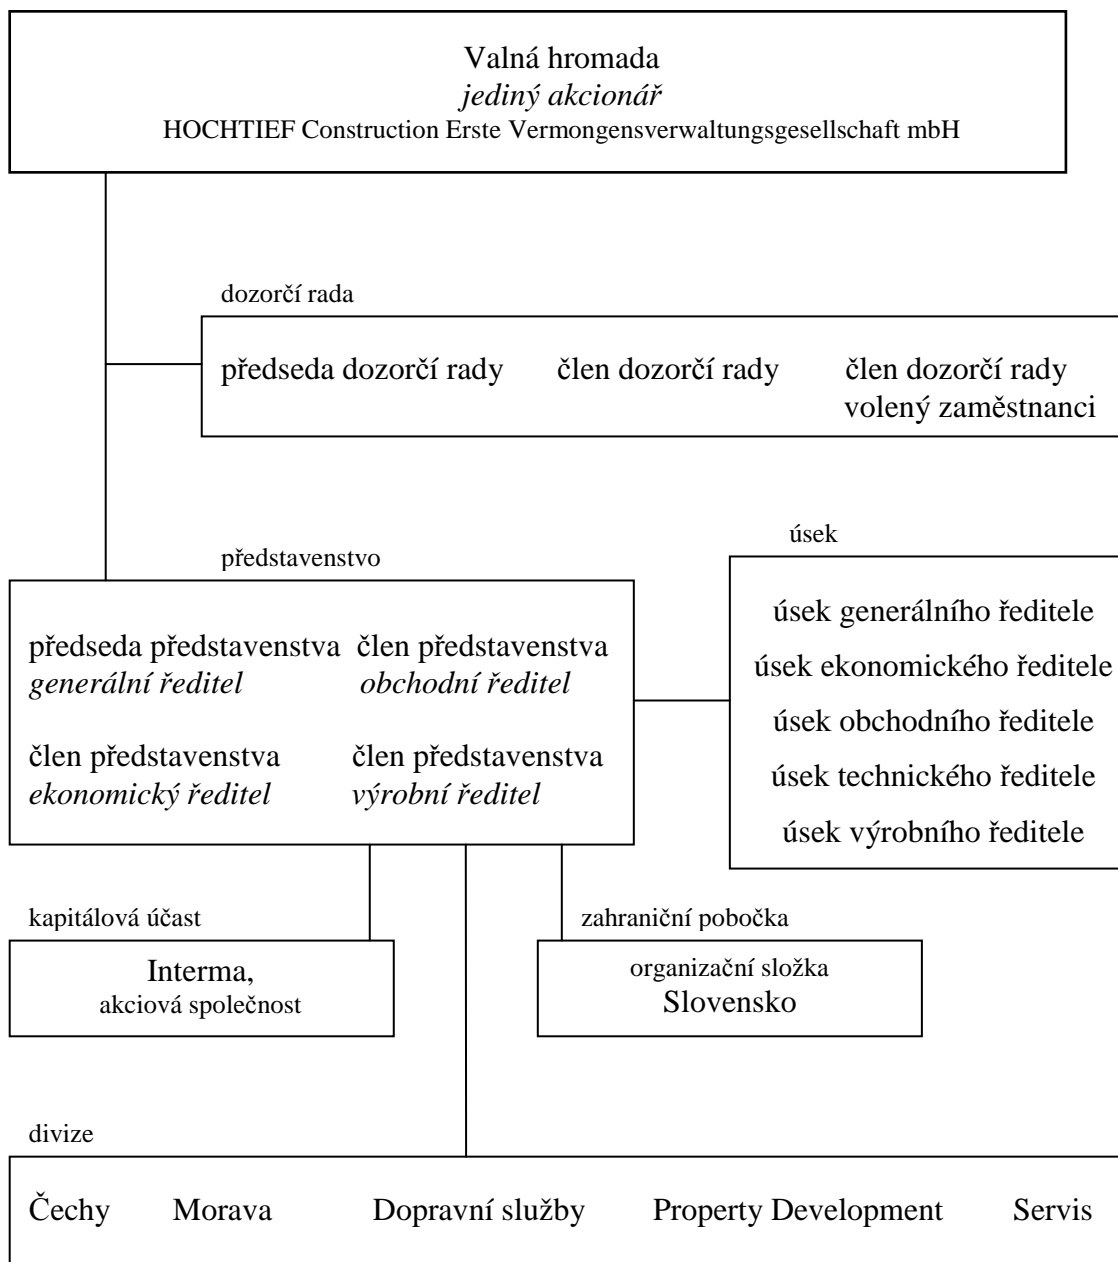 Valná hromada
jediný akcionář
HOCHTIEF Construction Erste Vermongensverwaltungsgesellschaft mbH
dozorčí rada
předseda dozorčí rady člen dozorčí rady člen dozorčí rady
volený zaměstnanci
představenstvo
předseda představenstva člen představenstva
generální ředitel obchodní ředitel
člen představenstva člen představenstva
ekonomický ředitel výrobní ředitel
úsek
úsek generálního ředitele
úsek ekonomického ředitele
úsek obchodního ředitele
úsek technického ředitele
úsek výrobního ředitele
kapitálová účast
Interma,
akciová společnost
zahraniční pobočka
organizační složka
Slovensko
divize
Čechy Morava Dopravní služby Property Development Servis